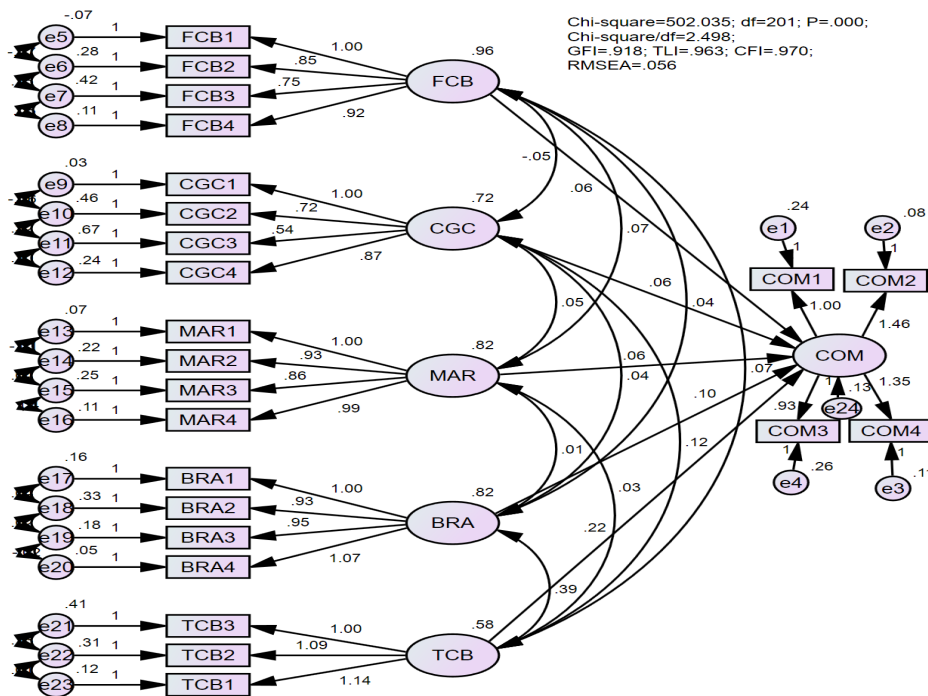 Chi-square=502.035; df=201; P=.000;
Chi-square/df=2.498;
GFI=.918; TLI=.963; CFI=.970;
RMSEA=.056
-.07
e5 1 FCB1 1.00
.28
e6 1 FCB2 .85
.42
e7 1 FCB3 .75
.11
e8 1 FCB4 .92
.96
FCB
.03
e9 1 CGC1 1.00
.46
e10 1 CGC2 .72
.67
e11 1 CGC3 .54
.24
e12 1 CGC4 .87
.72
CGC
.07
e13 1 MAR1 1.00
.22
e14 1 MAR2 .93
.25
e15 1 MAR3 .86
.11
e16 1 MAR4 .99
.82
MAR
.16
e17 1 BRA1 1.00
.33
e18 1 BRA2 .93
.18
e19 1 BRA3 .95
.05
e20 1 BRA4 1.07
.82
BRA
.41
e21 1 TCB3 1.00
.31
e22 1 TCB2 1.09
.12
e23 1 TCB1 1.14
.58
TCB
-.05
.06
.07
.06
.04
.05
.06
.04
.07
.10
.12
.01
.03
.22
.39
.24
e1
1
COM1
1.00
.08
e2
1
COM2
1.46
COM
1
.13
e24
.93
COM3
1
e4
.26
1.35
COM4
1
e3